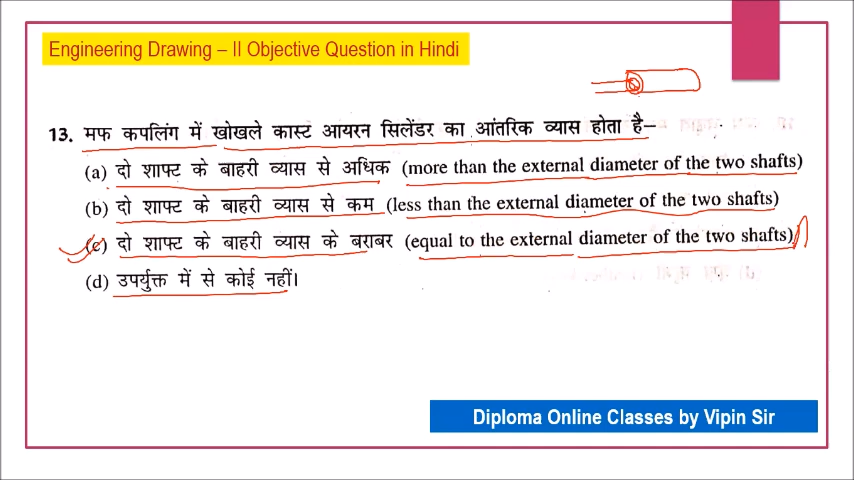 Engineering Drawing – II Objective Question in Hindi
13. मफ कपलिंग में खोखले कास्ट आयरन सिलेंडर का आंतरिक व्यास होता है–
(a) दो शाफ्ट के बाहरी व्यास से अधिक (more than the external diameter of the two shafts)
(b) दो शाफ्ट के बाहरी व्यास से कम (less than the external diameter of the two shafts)
(c) दो शाफ्ट के बाहरी व्यास के बराबर (equal to the external diameter of the two shafts)
(d) उपर्युक्त में से कोई नहीं।
Diploma Online Classes by Vipin Sir